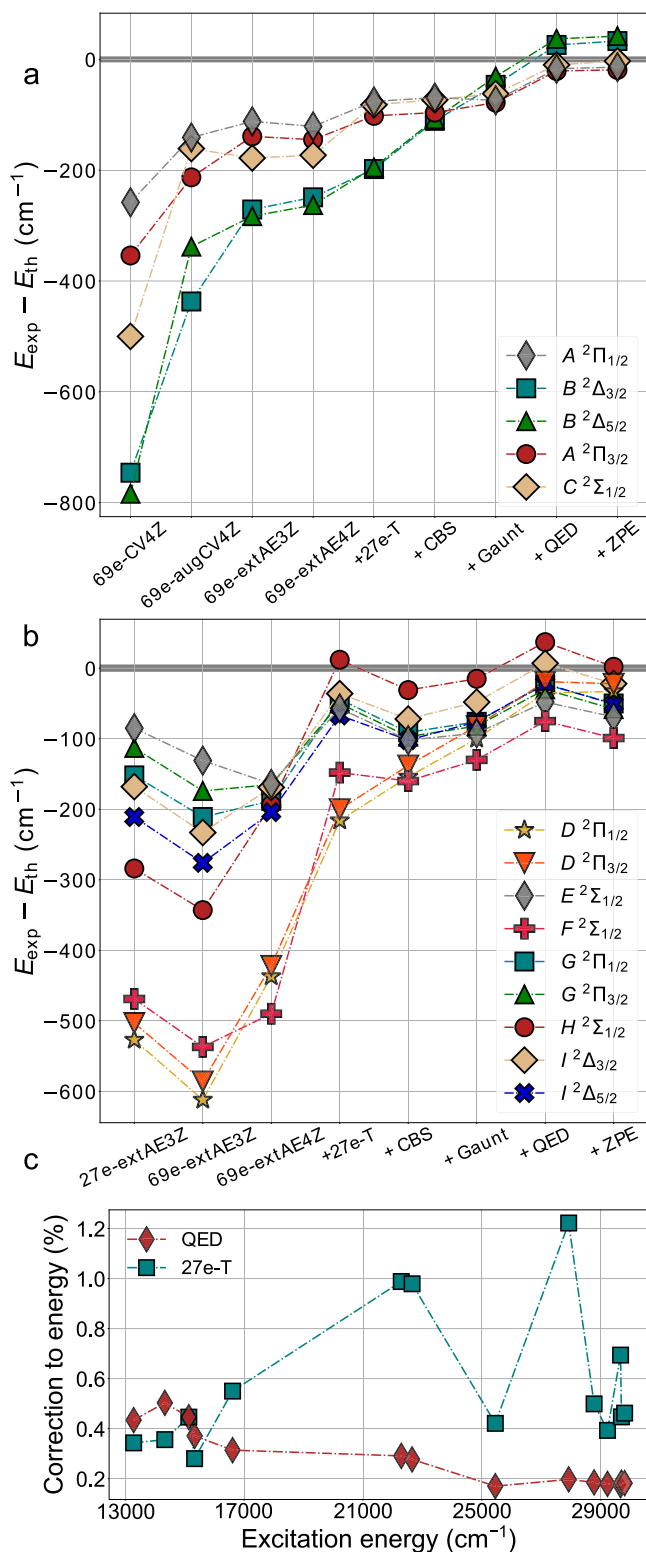 a
0
−200
−400
−600
−800
E_exp − E_th (cm⁻¹)
A ²Π₁/₂
B ²Δ₃/₂
B ²Δ₅/₂
A ²Π₃/₂
C ²Σ₁/₂
69e-CV4Z
69e-augCV4Z
69e-extAE3Z
69e-extAE4Z
+27e-T
+ CBS
+ Gaunt
+ QED
+ ZPE
b
0
−100
−200
−300
−400
−500
−600
E_exp − E_th (cm⁻¹)
D ²Π₁/₂
D ²Π₃/₂
E ²Σ₁/₂
F ²Σ₁/₂
G ²Π₁/₂
G ²Π₃/₂
H ²Σ₁/₂
I ²Δ₃/₂
I ²Δ₅/₂
27e-extAE3Z
69e-extAE3Z
69e-extAE4Z
+27e-T
+ CBS
+ Gaunt
+ QED
+ ZPE
c
QED
27e-T
1.2
1.0
0.8
0.6
0.4
0.2
Correction to energy (%)
13000 17000 21000 25000 29000
Excitation energy (cm⁻¹)